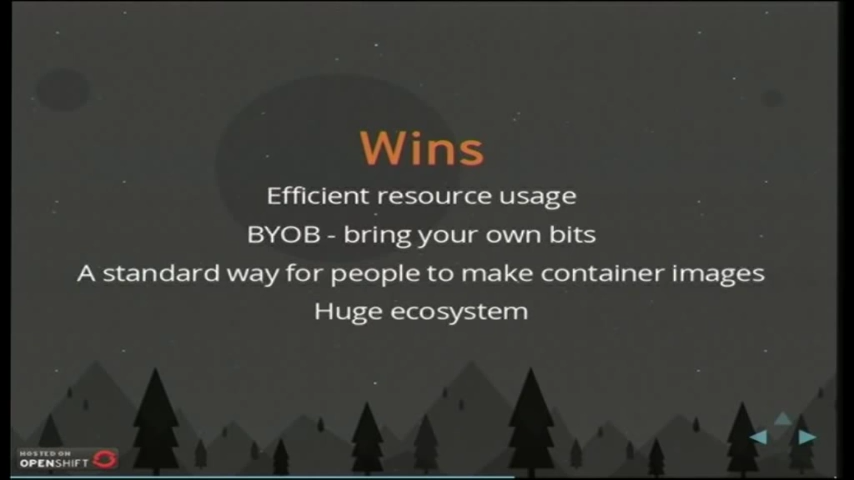 Wins
Efficient resource usage
BYOB - bring your own bits
A standard way for people to make container images
Huge ecosystem
HOSTED ON
OPENSHIFT